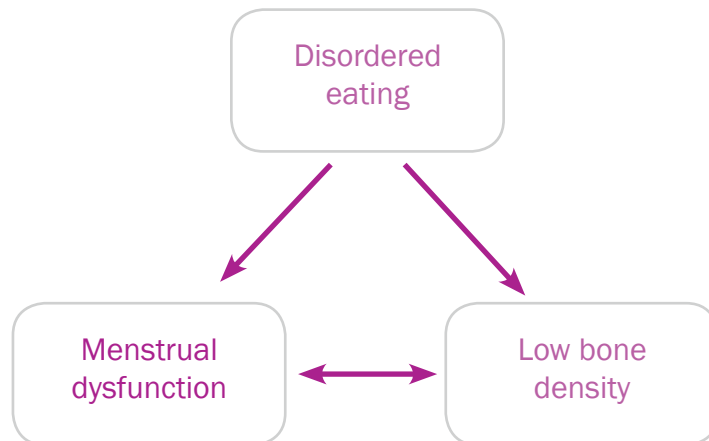 Disordered
eating
Menstrual
dysfunction
Low bone
density